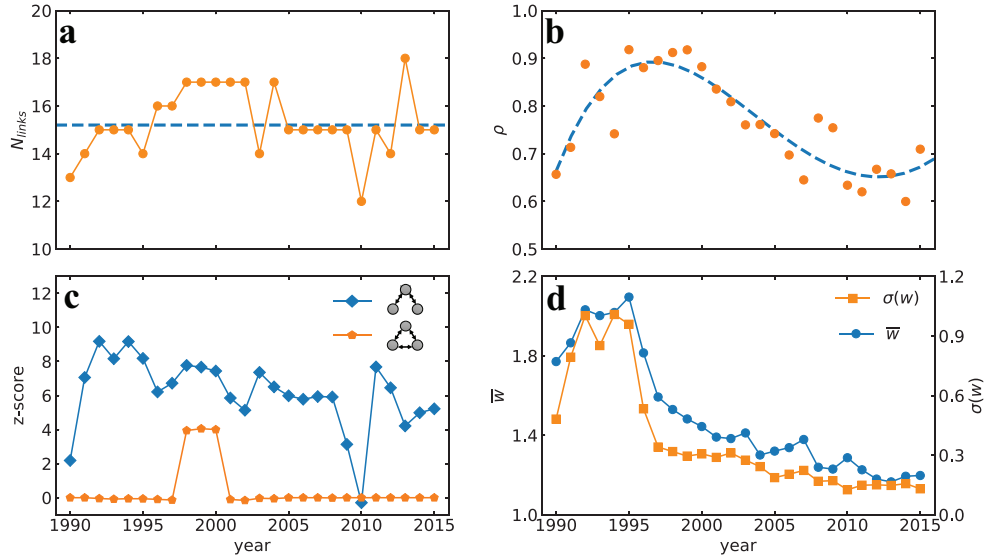 a
20
18
16
14
12
10
N_links
b
1.0
0.9
0.8
0.7
0.6
0.5
ρ
c
12
10
8
6
4
2
0
z-score
1990 1995 2000 2005 2010 2015
year
d
2.2
1.8
1.4
1.0
w̅
σ(w)
w̅
1.2
0.9
0.6
0.3
0.0
σ(w)
1990 1995 2000 2005 2010 2015
year